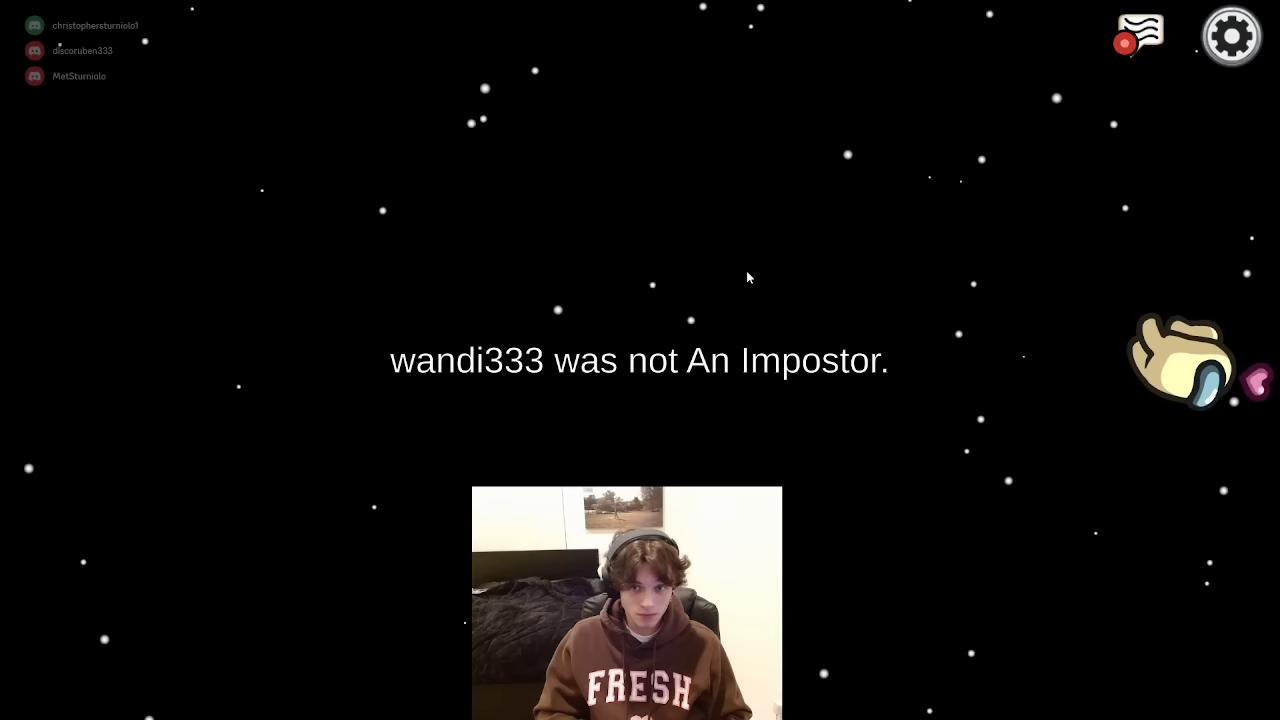 christophersturniolo1
discoruben333
MetSturniolo
wandi333 was not An Impostor.
FRESH